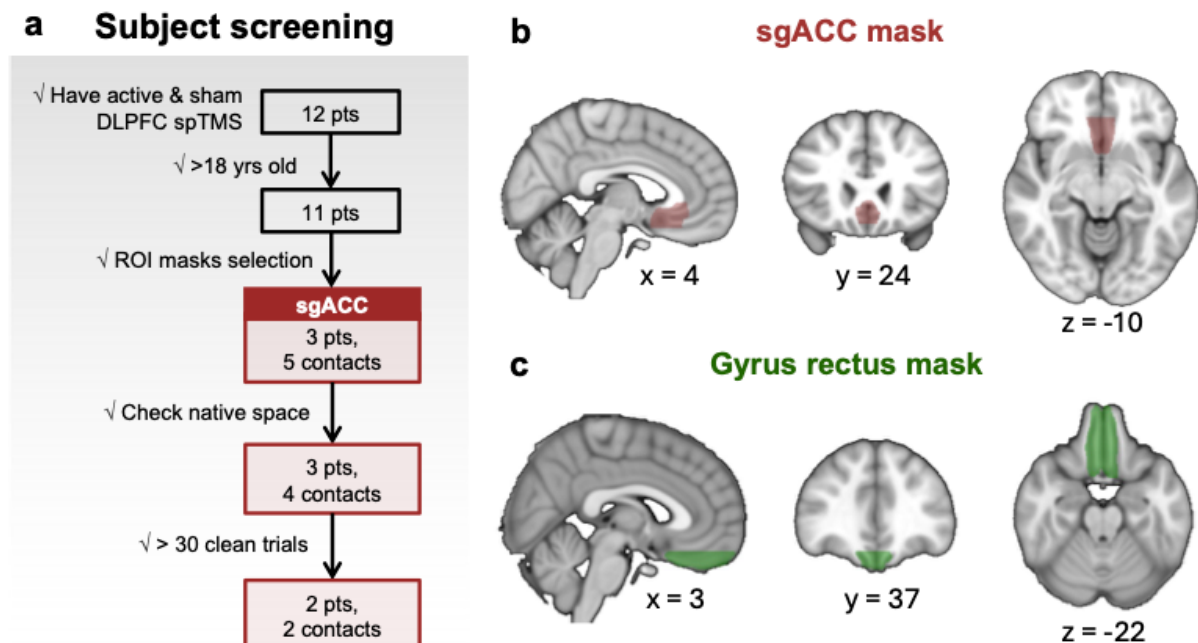 a Subject screening
√ Have active & sham
DLPFC spTMS
12 pts
√ >18 yrs old
11 pts
√ ROI masks selection
sgACC
3 pts,
5 contacts
√ Check native space
3 pts,
4 contacts
√ > 30 clean trials
2 pts,
2 contacts
b sgACC mask
x = 4
y = 24
z = -10
c Gyrus rectus mask
x = 3
y = 37
z = -22